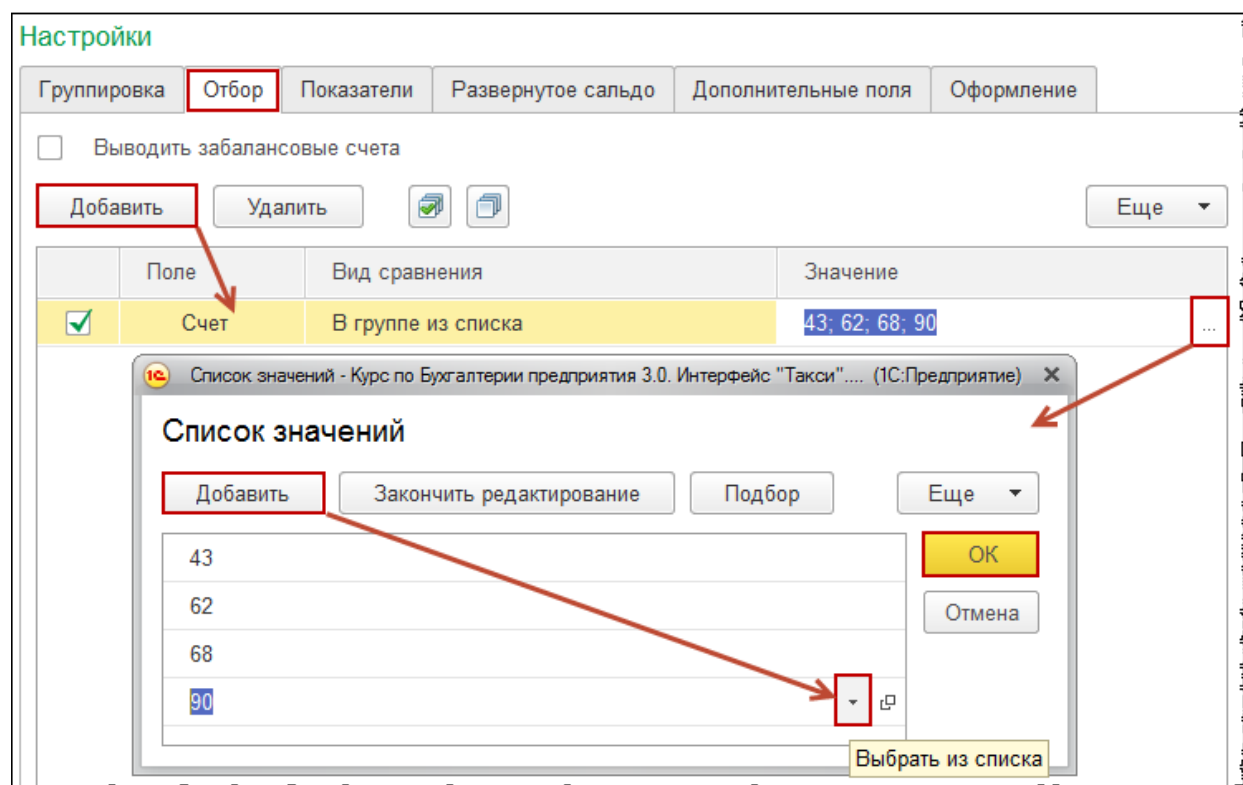 Настройки
Группировка Отбор Показатели Развернутое сальдо Дополнительные поля Оформление
Выводить забалансовые счета
Добавить Удалить Еще
Поле Вид сравнения Значение
Счет В группе из списка 43; 62; 68; 90 ...
1С Список значений - Курс по Бухгалтерии предприятия 3.0. Интерфейс "Такси".... (1С:Предприятие)
Список значений
Добавить Закончить редактирование Подбор Еще
43
ОК
62
Отмена
68
90
Выбрать из списка